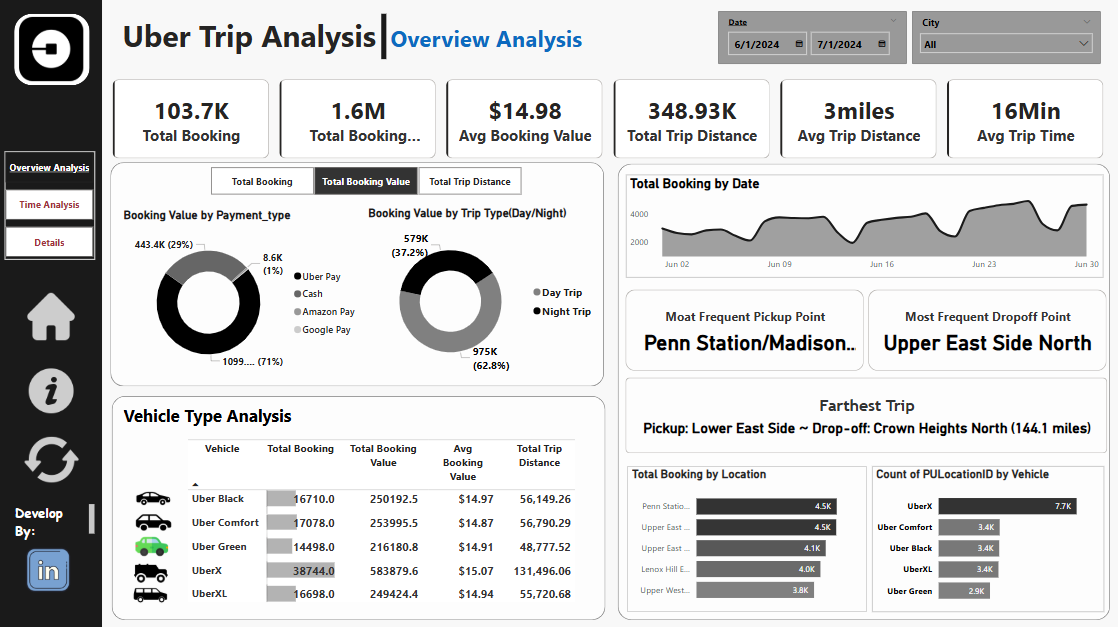 Uber Trip Analysis
Overview Analysis
Date
6/1/2024
7/1/2024
City
All
103.7K
Total Booking
1.6M
Total Booking...
$14.98
Avg Booking Value
348.93K
Total Trip Distance
3miles
Avg Trip Distance
16Min
Avg Trip Time
Overview Analysis
Time Analysis
Details
Develop
By:
in
Total Booking
Total Booking Value
Total Trip Distance
Booking Value by Payment_type
443.4K (29%)
8.6K
(1%)
1099.... (71%)
Uber Pay
Cash
Amazon Pay
Google Pay
Booking Value by Trip Type(Day/Night)
579K
(37.2%)
975K
(62.8%)
Day Trip
Night Trip
Vehicle Type Analysis
Vehicle Total Booking Total Booking Value Avg Booking Value Total Trip Distance
Uber Black 16710.0 250192.5 $14.97 56,149.26
Uber Comfort 17078.0 253995.5 $14.87 56,790.29
Uber Green 14498.0 216180.8 $14.91 48,777.52
UberX 38744.0 583879.6 $15.07 131,496.06
UberXL 16698.0 249424.4 $14.94 55,720.68
Total Booking by Date
4000
2000
Jun 02 Jun 09 Jun 16 Jun 23 Jun 30
Moat Frequent Pickup Point
Penn Station/Madison...
Most Frequent Dropoff Point
Upper East Side North
Farthest Trip
Pickup: Lower East Side ~ Drop-off: Crown Heights North (144.1 miles)
Total Booking by Location
Penn Statio... 4.5K
Upper East ... 4.5K
Upper East ... 4.1K
Lenox Hill E... 4.0K
Upper West... 3.8K
Count of PULocationID by Vehicle
UberX 7.7K
Uber Comfort 3.4K
Uber Black 3.4K
UberXL 3.4K
Uber Green 2.9K